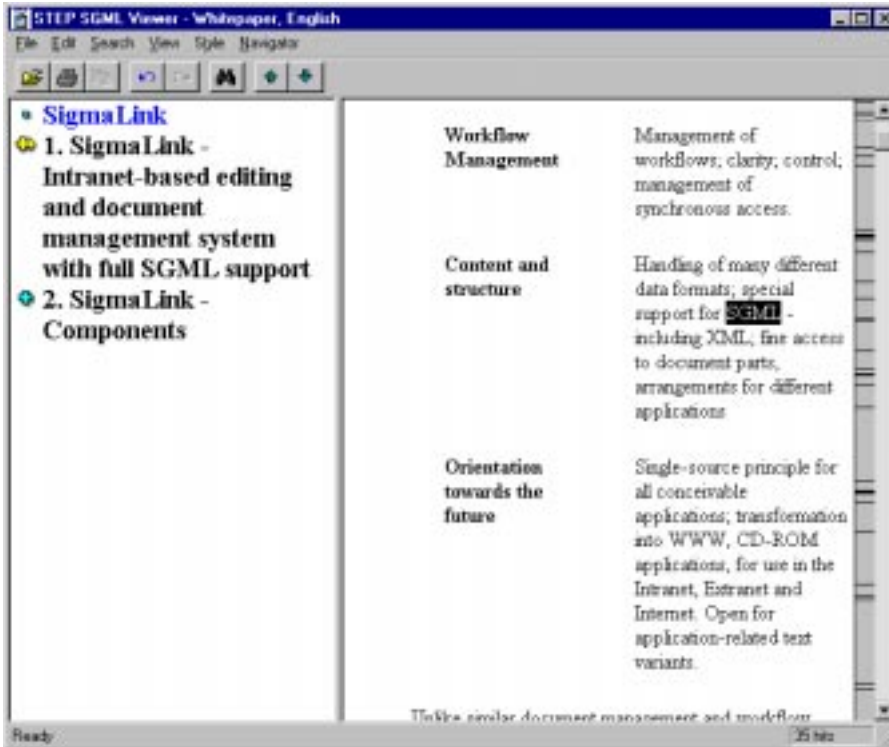 STEP SGML Viewer - Whitepaper, English
File Edit Search View Style Navigator
SigmaLink
1. SigmaLink -
Intranet-based editing
and document
management system
with full SGML support
2. SigmaLink -
Components
Workflow
Management
Management of
workflows; clarity; control;
management of
synchronous access.
Content and
structure
Handling of many different
data formats; special
support for SGML -
including XML; fine access
to document parts,
arrangements for different
applications
Orientation
towards the
future
Single-source principle for
all conceivable
applications; transformation
into WWW, CD-ROM
applications, for use in the
Intranet, Extranet and
Internet. Open for
application-related text
variants.
Unlike similar document management and workflow
Ready
35 hits